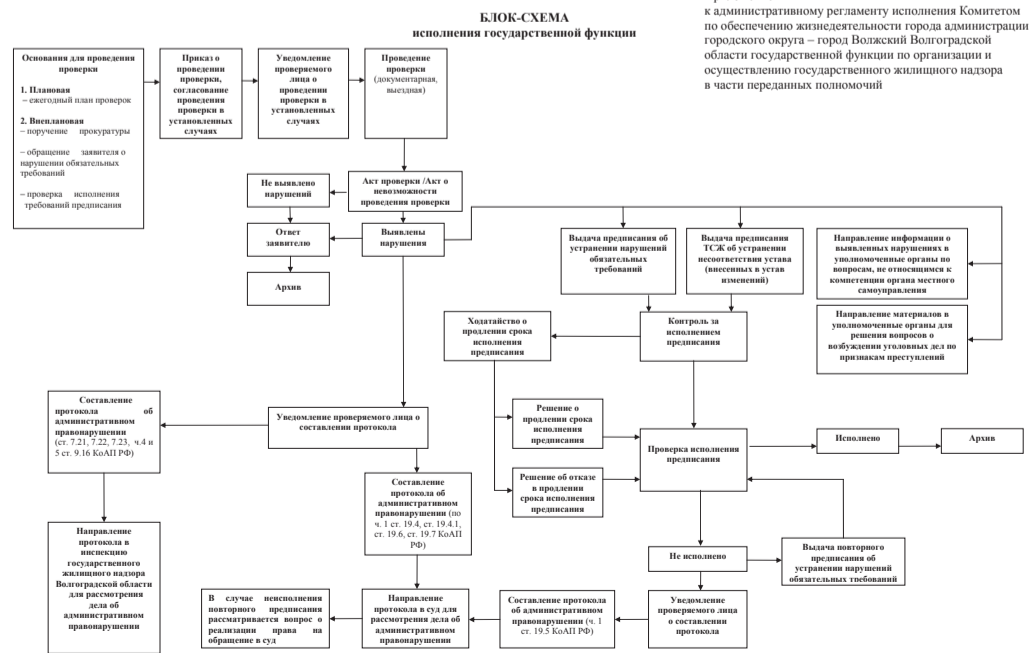 к административному регламенту исполнения Комитетом
по обеспечению жизнедеятельности города администрации
городского округа – город Волжский Волгоградской
области государственной функции по организации и
осуществлению государственного жилищного надзора
в части переданных полномочий
БЛОК-СХЕМА
исполнения государственной функции
Основания для проведения
проверки
1. Плановая
– ежегодный план проверок
2. Внеплановая
– поручение прокуратуры
– обращение заявителя о
нарушении обязательных
требований
– проверка исполнения
требований предписания
Приказ о
проведении
проверки,
согласование
проведения
проверки в
установленных
случаях
Уведомление
проверяемого
лица о
проведении
проверки в
установленных
случаях
Проведение
проверки
(документарная,
выездная)
Не выявлено
нарушений
Акт проверки /Акт о
невозможности
проведения проверки
Ответ
заявителю
Выявлены
нарушения
Архив
Выдача предписания об
устранении нарушений
обязательных
требований
Выдача предписания
ТСЖ об устранении
несоответствия устава
(внесенных в устав
изменений)
Направление информации о
выявленных нарушениях в
уполномоченные органы по
вопросам, не относящимся к
компетенции органа местного
самоуправления
Направление материалов в
уполномоченные органы для
решения вопросов о
возбуждении уголовных дел по
признакам преступлений
Ходатайство о
продлении срока
исполнения
предписания
Контроль за
исполнением
предписания
Составление
протокола об
административном
правонарушении
(ст. 7.21, 7.22, 7.23, ч.4 и
5 ст. 9.16 КоАП РФ)
Уведомление проверяемого лица о
составлении протокола
Решение о
продлении срока
исполнения
предписания
Проверка исполнения
предписания
Исполнено
Архив
Составление
протокола об
административном
правонарушении (по
ч. 1 ст. 19.4, ст. 19.4.1,
ст. 19.6, ст. 19.7 КоАП
РФ)
Решение об отказе
в продлении
срока исполнения
предписания
Направление
протокола в
инспекцию
государственного
жилищного надзора
Волгоградской области
для рассмотрения
дела об
административном
правонарушении
Не исполнено
Выдача повторного
предписания об
устранении нарушений
обязательных требований
В случае неисполнения
повторного предписания
рассматривается вопрос о
реализации права на
обращение в суд
Направление
протокола в суд для
рассмотрения дела об
административном
правонарушении
Составление протокола
об административном
правонарушении (ч. 1
ст. 19.5 КоАП РФ)
Уведомление
проверяемого лица
о составлении
протокола